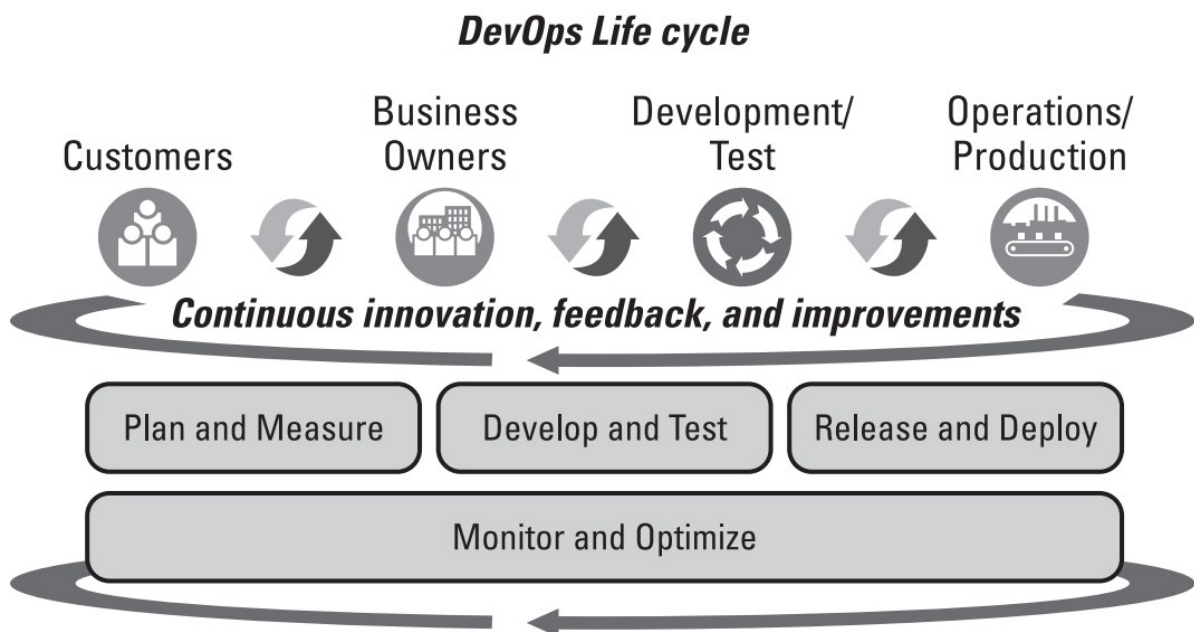 DevOps Life cycle
Customers
Business
Owners
Development/
Test
Operations/
Production
Continuous innovation, feedback, and improvements
Plan and Measure
Develop and Test
Release and Deploy
Monitor and Optimize